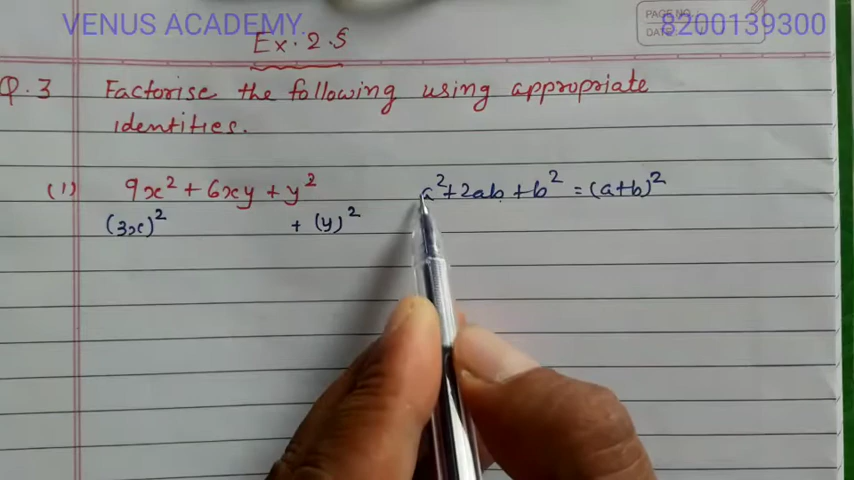 VENUS ACADEMY
8200139300
PAGE NO.
DATE
Ex. 2.5
Q.3 Factorise the following using appropriate
identities.
(1) 9x² + 6xy + y² a² + 2ab + b² = (a+b)²
(3x)² + (y)²